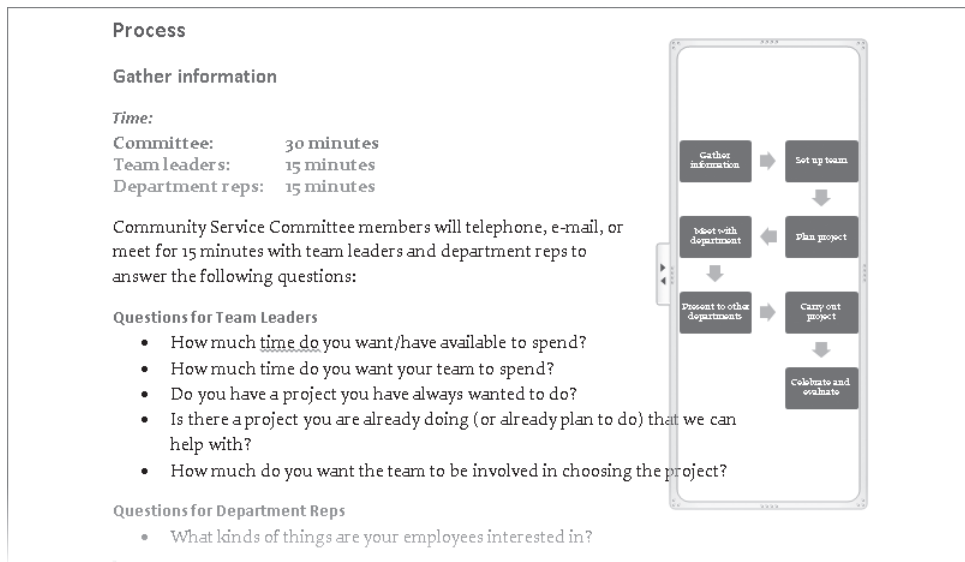 Process
Gather information
Time:
Committee: 30 minutes
Team leaders: 15 minutes
Department reps: 15 minutes
Community Service Committee members will telephone, e-mail, or
meet for 15 minutes with team leaders and department reps to
answer the following questions:
Questions for Team Leaders
• How much time do you want/have available to spend?
• How much time do you want your team to spend?
• Do you have a project you have always wanted to do?
• Is there a project you are already doing (or already plan to do) that we can
help with?
• How much do you want the team to be involved in choosing the project?
Questions for Department Reps
• What kinds of things are your employees interested in?
Gather
information
Set up team
Meet with
department
Plan project
Present to other
departments
Carry out
project
Celebrate and
evaluate